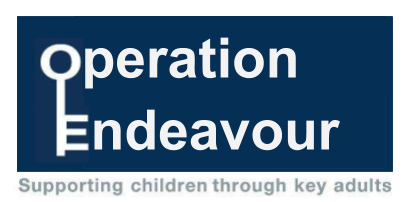 Operation
Endeavour
Supporting children through key adults